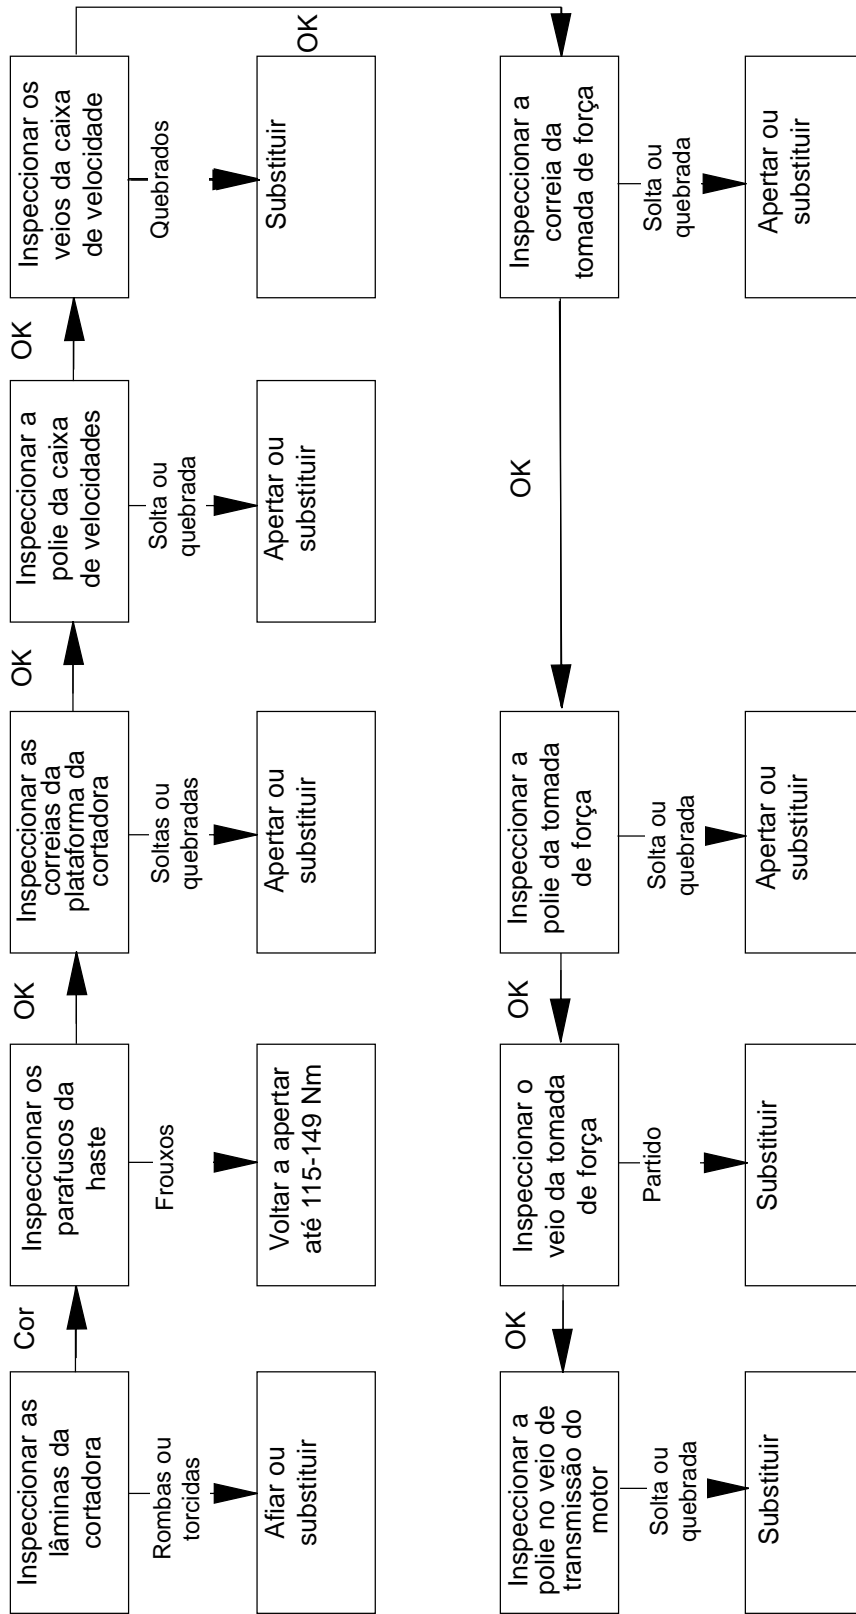 Inspeccionar as
lâminas da
cortadora
Cor
Rombas ou
torcidas
Afiar ou
substituir
Inspeccionar os
parafusos da
haste
OK
Frouxos
Voltar a apertar
até 115-149 Nm
Inspeccionar as
correias da
plataforma da
cortadora
OK
Soltas ou
quebradas
Apertar ou
substituir
Inspeccionar a
polie da caixa
de velocidades
OK
Solta ou
quebrada
Apertar ou
substituir
Inspeccionar os
veios da caixa
de velocidade
OK
Quebrados
Substituir
Inspeccionar a
correia da
tomada de força
OK
Solta ou
quebrada
Apertar ou
substituir
Inspeccionar a
polie da tomada
de força
OK
Solta ou
quebrada
Apertar ou
substituir
Inspeccionar o
veio da tomada
de força
OK
Partido
Substituir
Inspeccionar a
polie no veio de
transmissão do
motor
Solta ou
quebrada
Substituir